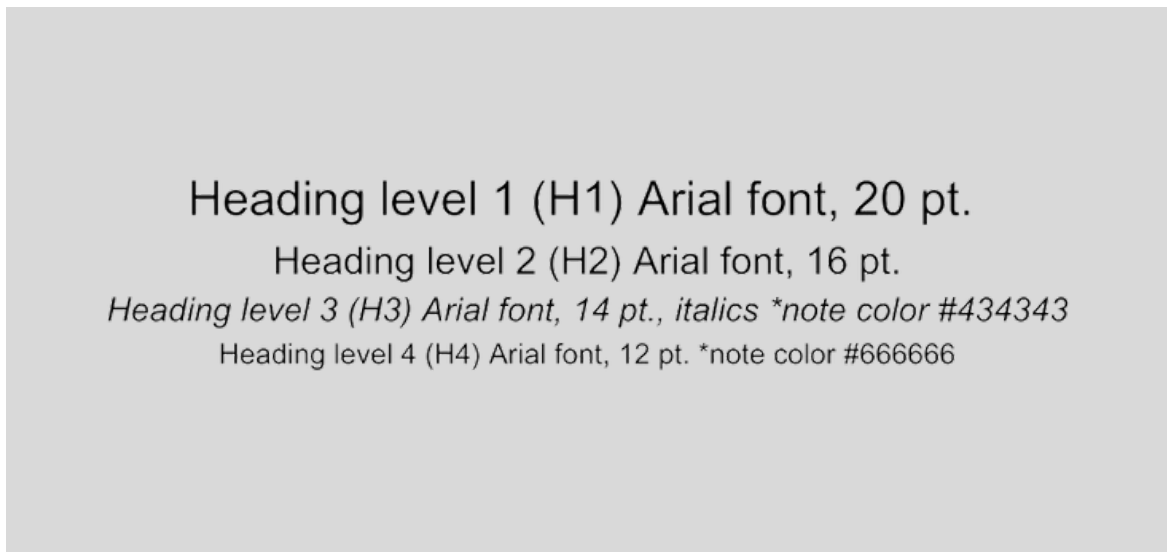 Heading level 1 (H1) Arial font, 20 pt.
Heading level 2 (H2) Arial font, 16 pt.
Heading level 3 (H3) Arial font, 14 pt., italics *note color #434343
Heading level 4 (H4) Arial font, 12 pt. *note color #666666